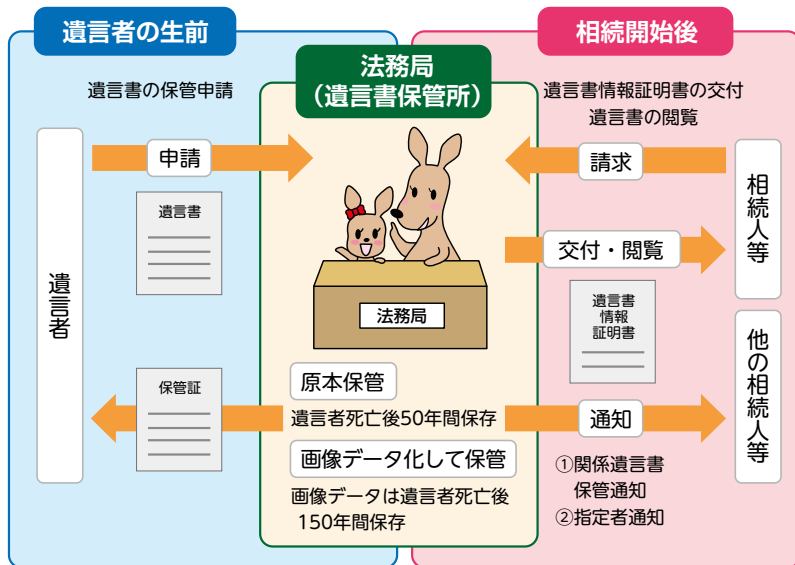 遺言者の生前
遺言書の保管申請
申請
遺言書
遺言者
保管証
法務局
（遺言書保管所）
法務局
原本保管
遺言者死亡後50年間保存
画像データ化して保管
画像データは遺言者死亡後
150年間保存
相続開始後
遺言書情報証明書の交付
遺言書の閲覧
請求
相続人等
交付・閲覧
遺言書
情報
証明書
他の相続人等
通知
①関係遺言書
保管通知
②指定者通知